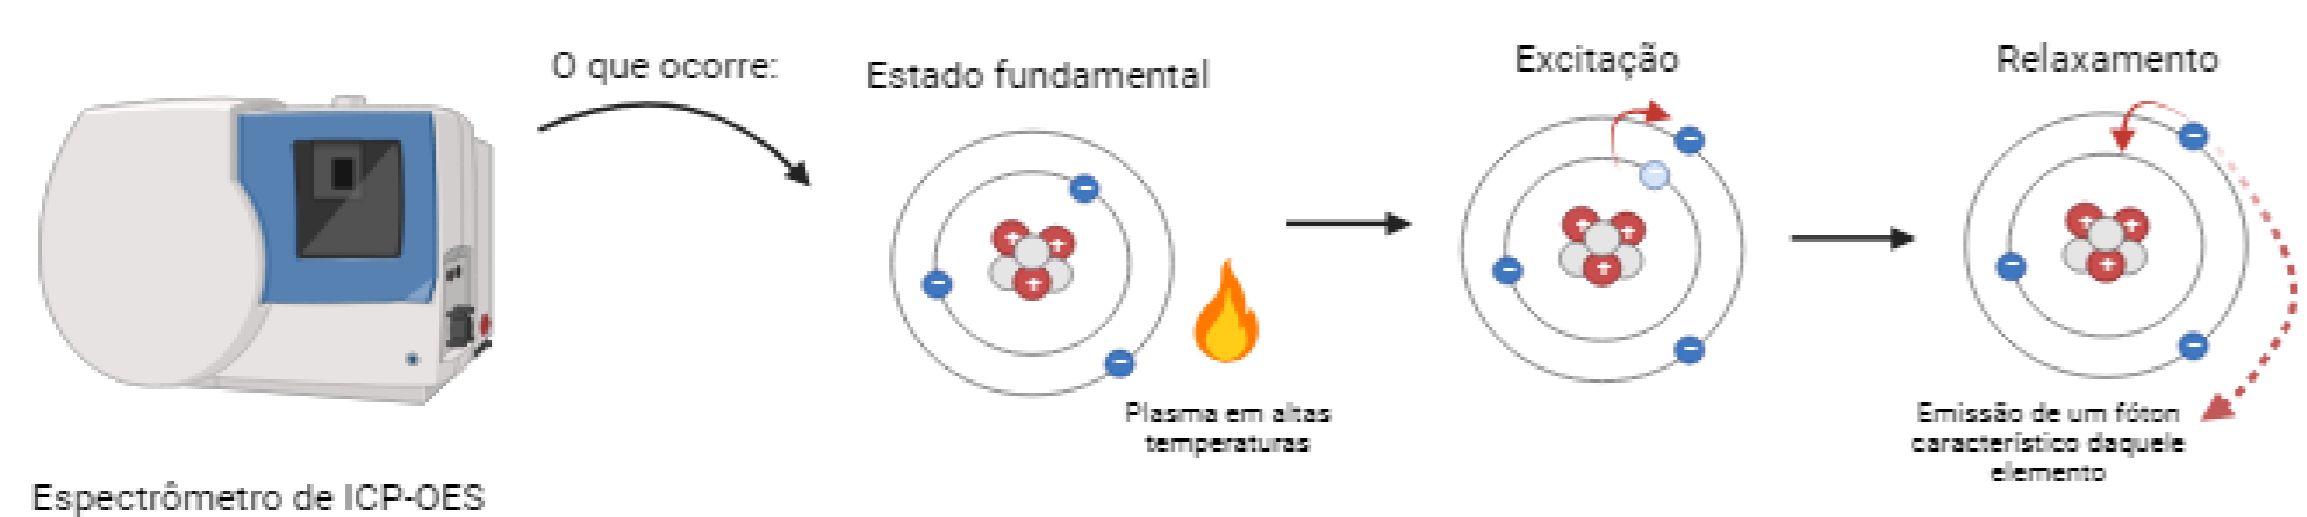 O que ocorre:
Estado fundamental
Excitação
Relaxamento
Plasma em altas
temperaturas
Emissão de um fóton
característico daquele
elemento
Espectrômetro de ICP-OES